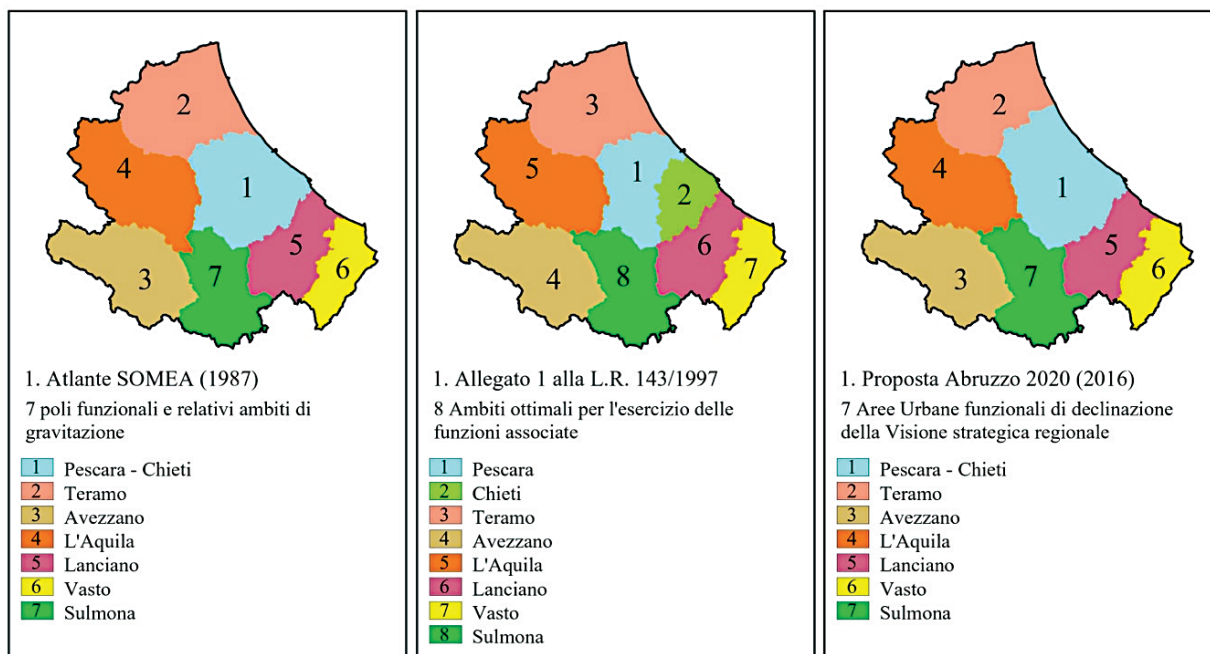 2
4
1
5
3
7
6
1. Atlante SOMEA (1987)
7 poli funzionali e relativi ambiti di
gravitazione
1 Pescara - Chieti
2 Teramo
3 Avezzano
4 L'Aquila
5 Lanciano
6 Vasto
7 Sulmona
3
5
1
2
6
4
8
7
1. Allegato 1 alla L.R. 143/1997
8 Ambiti ottimali per l'esercizio delle
funzioni associate
1 Pescara
2 Chieti
3 Teramo
4 Avezzano
5 L'Aquila
6 Lanciano
7 Vasto
8 Sulmona
2
4
1
5
3
7
6
1. Proposta Abruzzo 2020 (2016)
7 Aree Urbane funzionali di declinazione
della Visione strategica regionale
1 Pescara - Chieti
2 Teramo
3 Avezzano
4 L'Aquila
5 Lanciano
6 Vasto
7 Sulmona